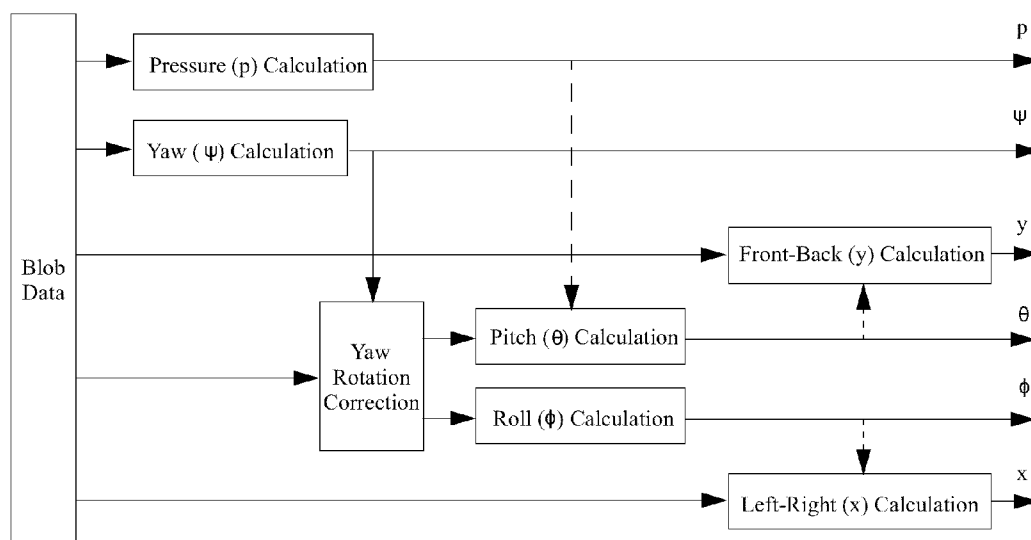 p
Pressure (p) Calculation
Ψ
Yaw (Ψ) Calculation
y
Front-Back (y) Calculation
Blob
Data
θ
Pitch (θ) Calculation
Yaw
Rotation
Correction
ϕ
Roll (ϕ) Calculation
x
Left-Right (x) Calculation